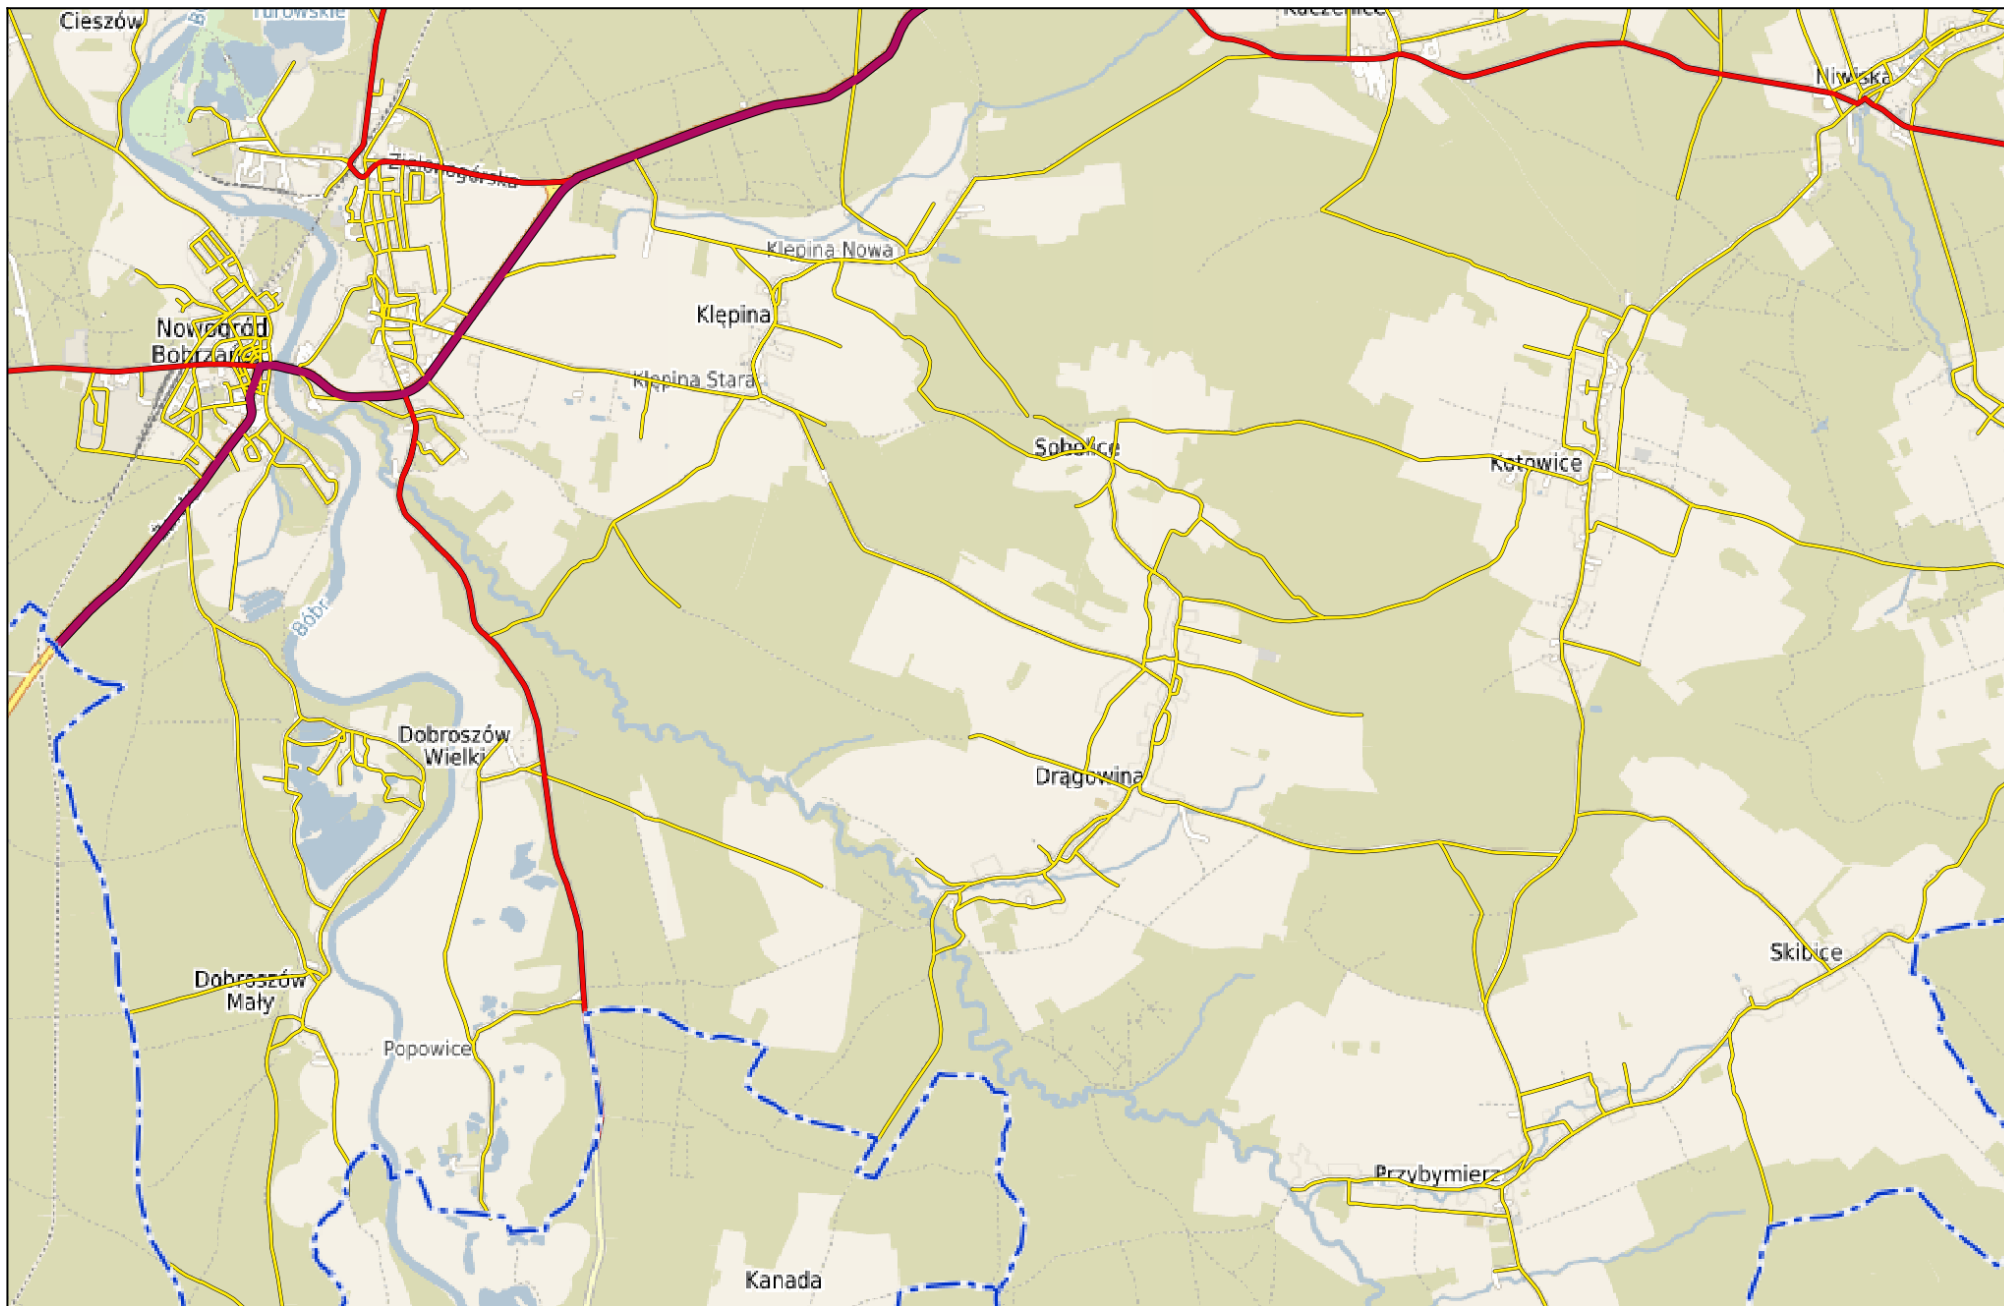 Cieszów
Turowskie
Kaczenice
Niwiska
Zielonogórska
Klępina Nowa
Klępina
Nowogród
Klępina Stara
Sobolice
Kotowice
Bóbr
Dobroszów
Wielki
Drągowina
Skibice
Dobroszów
Mały
Popowice
Przybymierz
Kanada